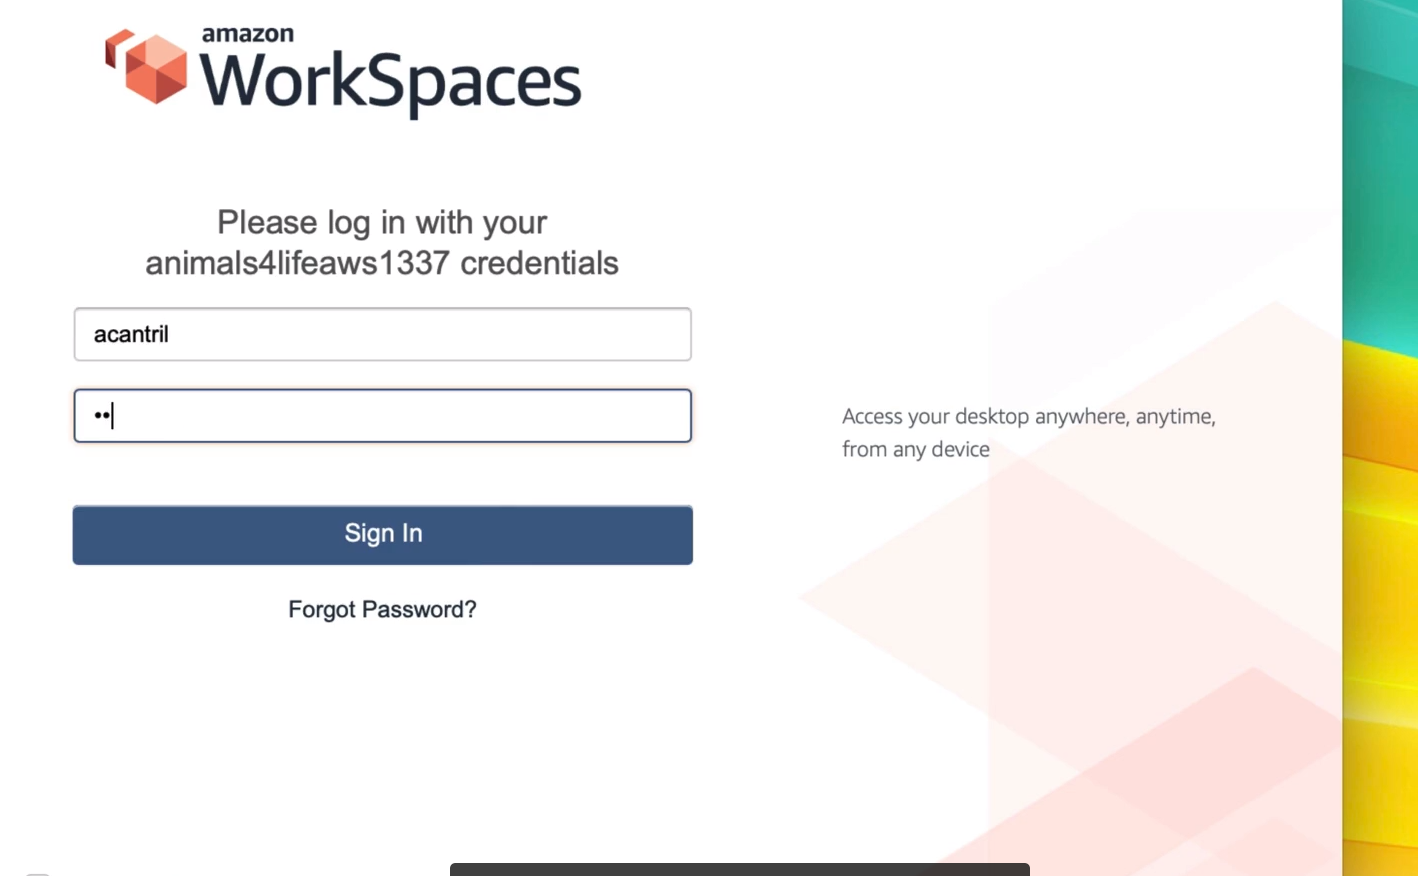 amazon
WorkSpaces
Please log in with your
animals4lifeaws1337 credentials
acantril
••
Sign In
Forgot Password?
Access your desktop anywhere, anytime,
from any device